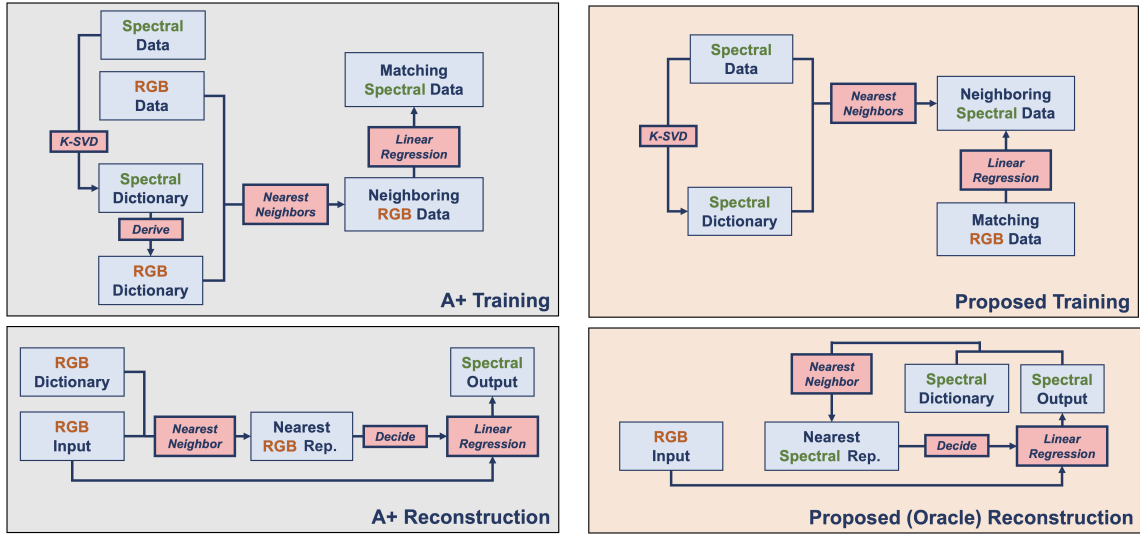 Spectral
Data
RGB
Data
K-SVD
Spectral
Dictionary
Derive
RGB
Dictionary
Nearest
Neighbors
Matching
Spectral Data
Linear
Regression
Neighboring
RGB Data
A+ Training
Spectral
Data
K-SVD
Spectral
Dictionary
Nearest
Neighbors
Neighboring
Spectral Data
Linear
Regression
Matching
RGB Data
Proposed Training
RGB
Dictionary
RGB
Input
Nearest
Neighbor
Nearest
RGB Rep.
Decide
Spectral
Output
Linear
Regression
A+ Reconstruction
RGB
Input
Nearest
Neighbor
Nearest
Spectral Rep.
Spectral
Dictionary
Decide
Spectral
Output
Linear
Regression
Proposed (Oracle) Reconstruction